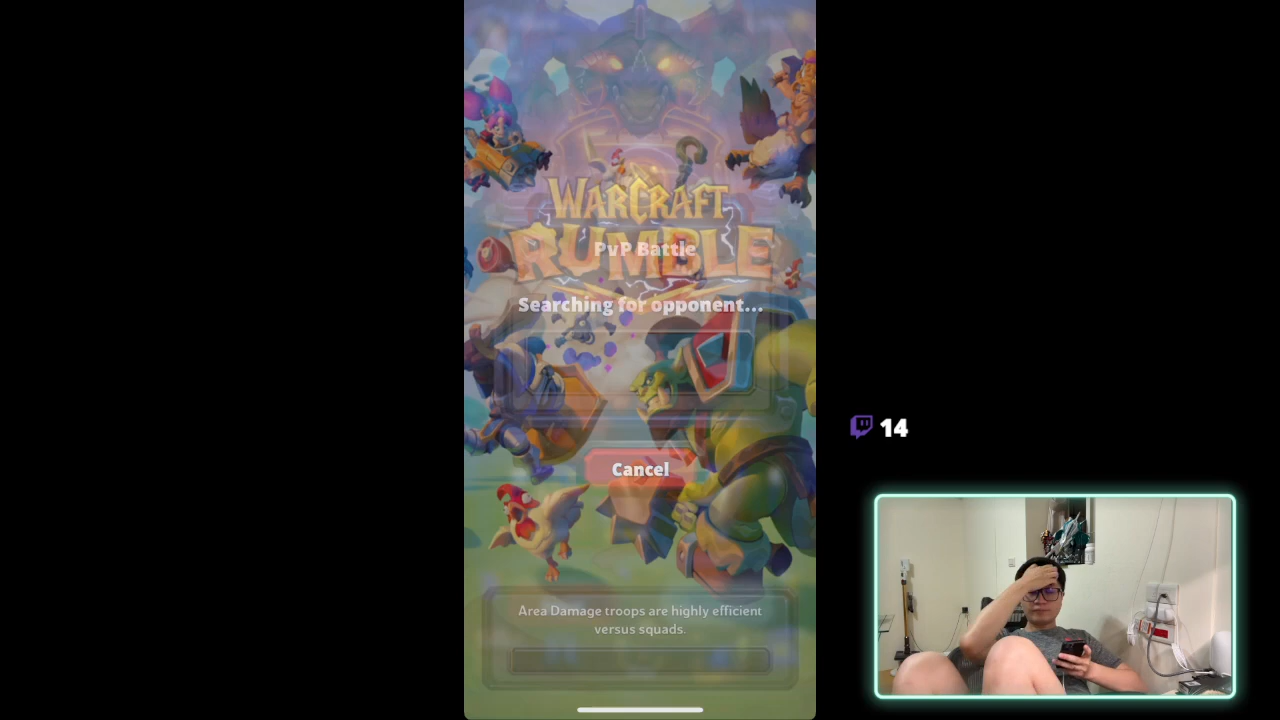 WARCRAFT
RUMBLE
PvP Battle
Searching for opponent...
Cancel
14
Area Damage troops are highly efficient
versus squads.